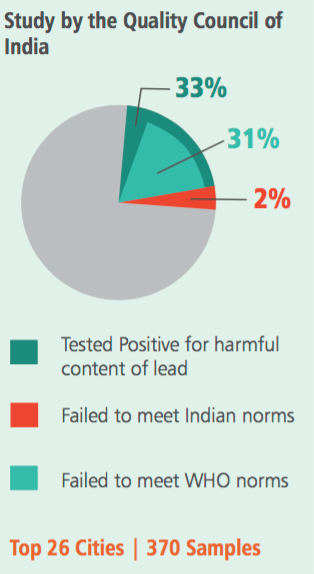 Study by the Quality Council of
India
33%
31%
2%
Tested Positive for harmful
content of lead
Failed to meet Indian norms
Failed to meet WHO norms
Top 26 Cities | 370 Samples